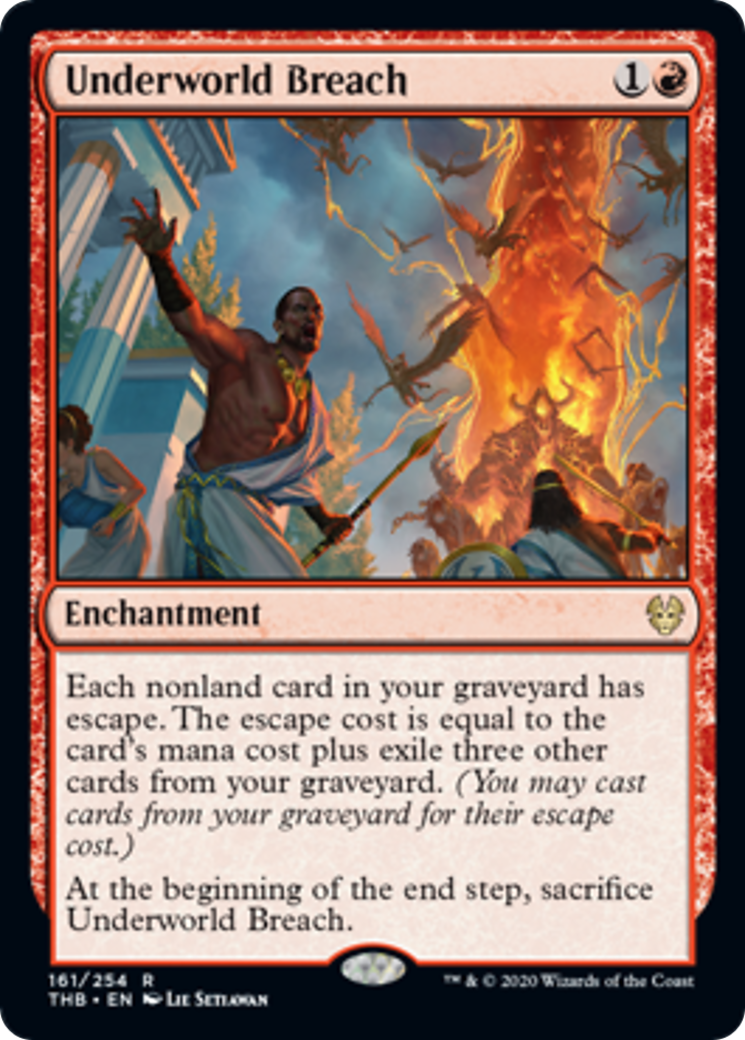 Underworld Breach 1
Enchantment
Each nonland card in your graveyard has
escape. The escape cost is equal to the
card's mana cost plus exile three other
cards from your graveyard. (You may cast
cards from your graveyard for their escape
cost.)
At the beginning of the end step, sacrifice
Underworld Breach.
161/254 R
THB • EN Lie Setiawan
™ & © 2020 Wizards of the Coast